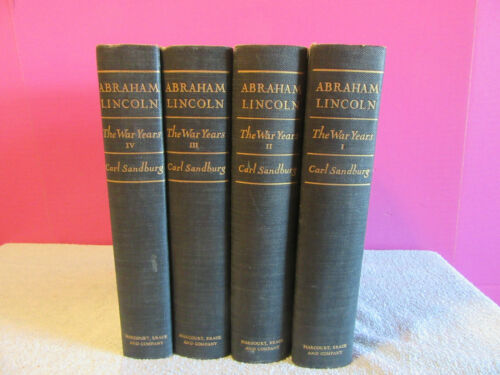 ABRAHAM
LINCOLN
The War Years
IV
Carl Sandburg
HARCOURT, BRACE
AND COMPANY
ABRAHAM
LINCOLN
The War Years
III
Carl Sandburg
HARCOURT, BRACE
AND COMPANY
ABRAHAM
LINCOLN
The War Years
II
Carl Sandburg
HARCOURT, BRACE
AND COMPANY
ABRAHAM
LINCOLN
The War Years
I
Carl Sandburg
HARCOURT, BRACE
AND COMPANY